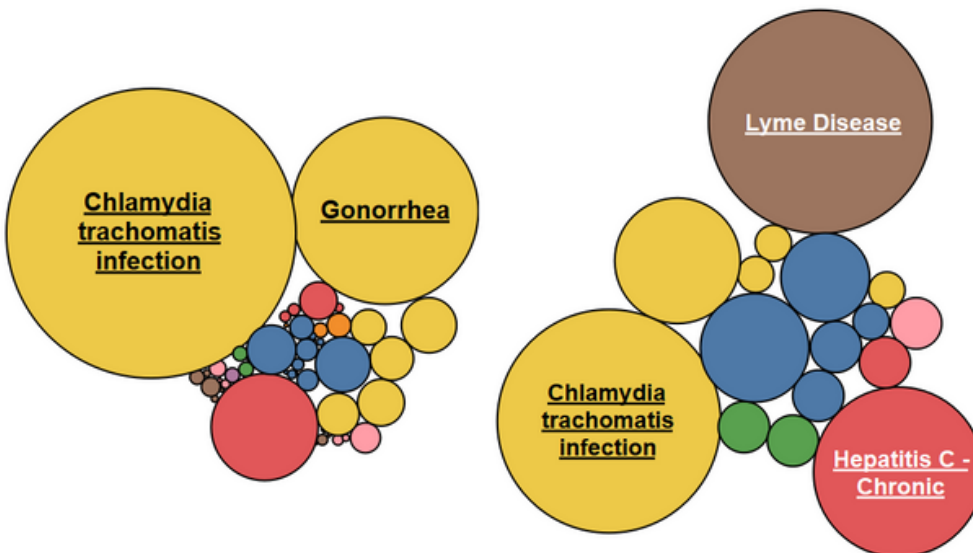 Chlamydia
trachomatis
infection
Gonorrhea
Lyme Disease
Chlamydia
trachomatis
infection
Hepatitis C -
Chronic